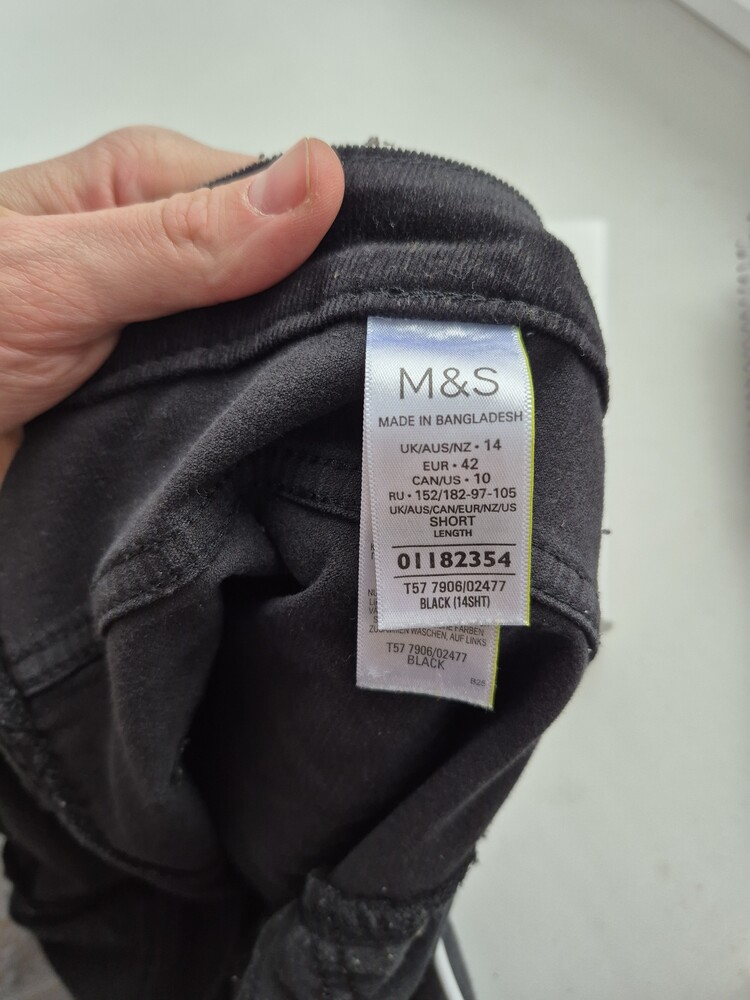 M&S
MADE IN BANGLADESH
UK/AUS/NZ • 14
EUR • 42
CAN/US • 10
RU • 152/182-97-105
UK/AUS/CAN/EUR/NZ/US
SHORT
LENGTH
01182354
T57 7906/02477
BLACK (14SHT)
WASCHEN, AUF LINKS
T57 7906/02477
BLACK